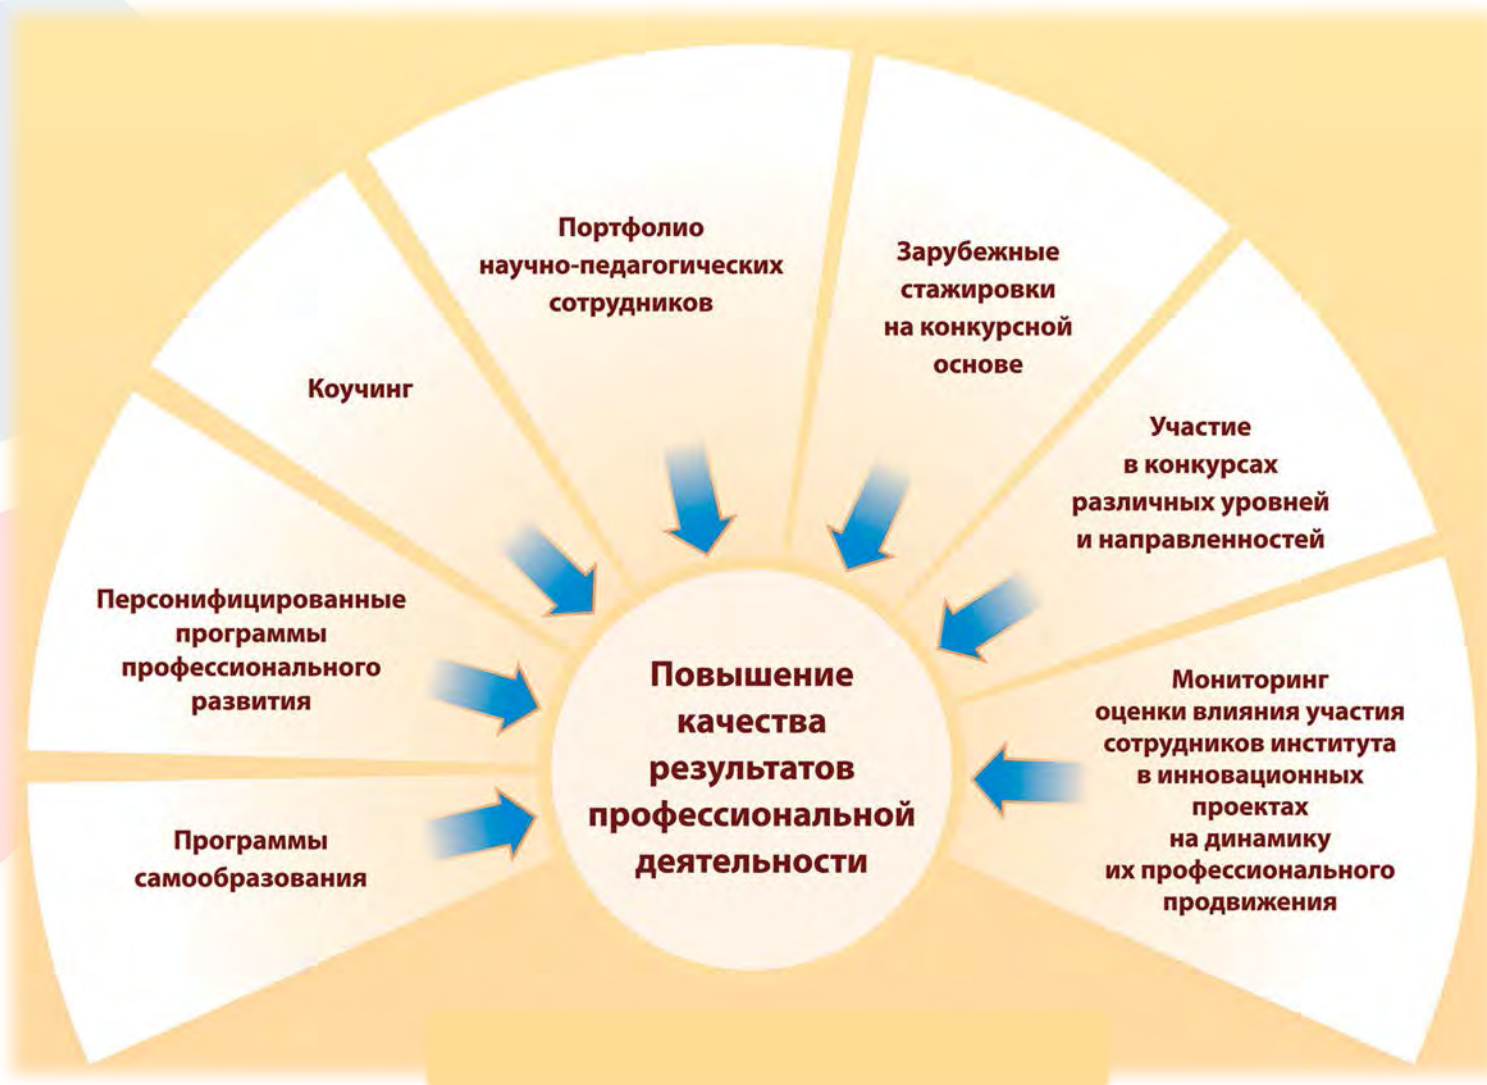 Портфолио
научно-педагогических
сотрудников
Зарубежные
стажировки
на конкурсной
основе
Коучинг
Участие
в конкурсах
различных уровней
и направленностей
Персонифицированные
программы
профессионального
развития
Повышение
качества
результатов
профессиональной
деятельности
Мониторинг
оценки влияния участия
сотрудников института
в инновационных
проектах
на динамику
их профессионального
продвижения
Программы
самообразования